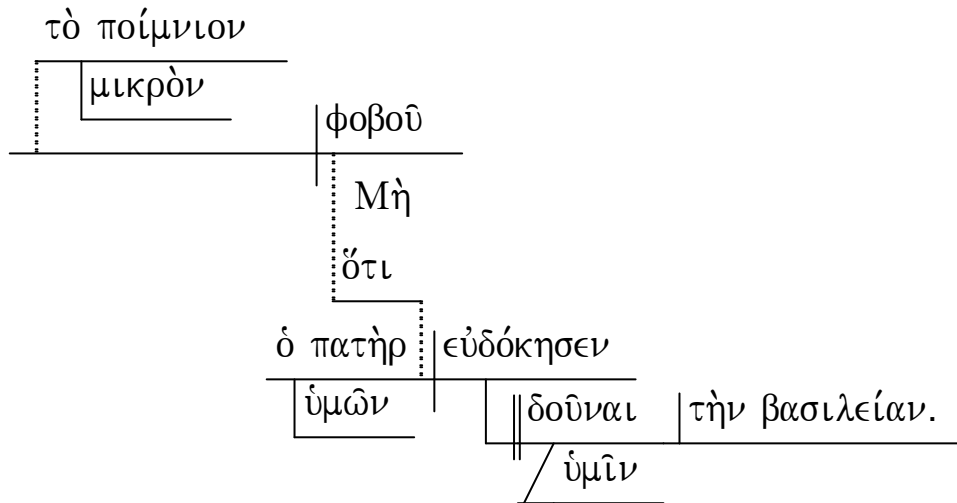 τὸ ποίμνιον
μικρὸν
φοβοῦ
Μὴ
ὅτι
ὁ πατὴρ εὐδόκησεν
ὑμῶν δοῦναι τὴν βασιλείαν.
ὑμῖν